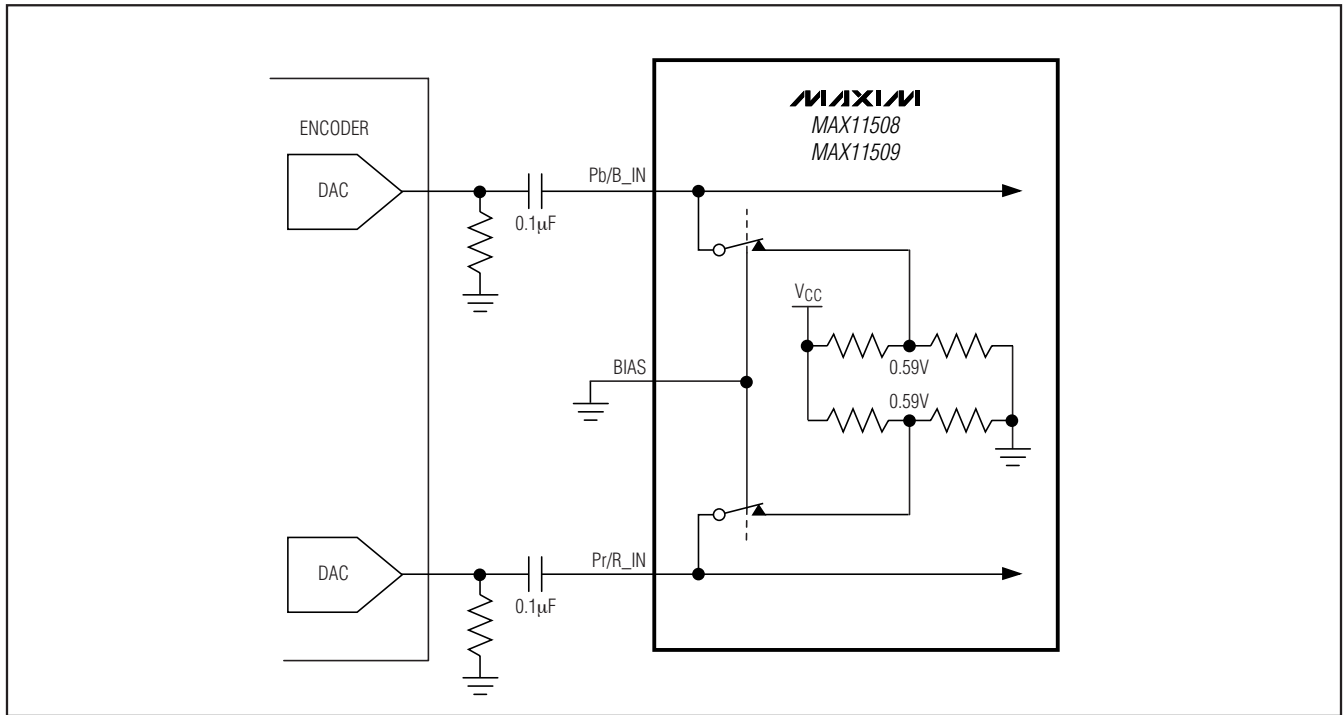 MAXIM
MAX11508
MAX11509
ENCODER
DAC
Pb/B_IN
0.1µF
VCC
0.59V
BIAS
0.59V
DAC
Pr/R_IN
0.1µF